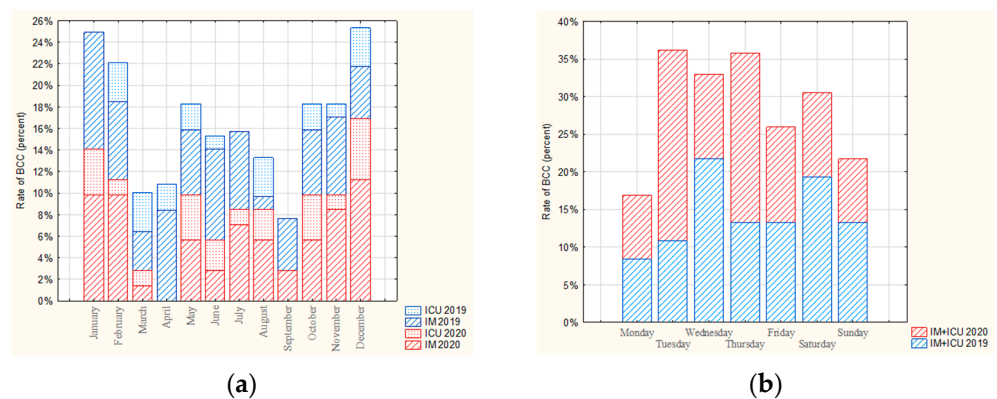 26%
24%
22%
20%
18%
16%
14%
12%
10%
8%
6%
4%
2%
0%
Rate of BCC (percent)
January
February
March
April
May
June
July
August
September
October
November
December
ICU 2019
IM 2019
ICU 2020
IM 2020
(a)
40%
35%
30%
25%
20%
15%
10%
5%
0%
Rate of BCC (percent)
Monday
Tuesday
Wednesday
Thursday
Friday
Saturday
Sunday
IM+ICU 2020
IM+ICU 2019
(b)